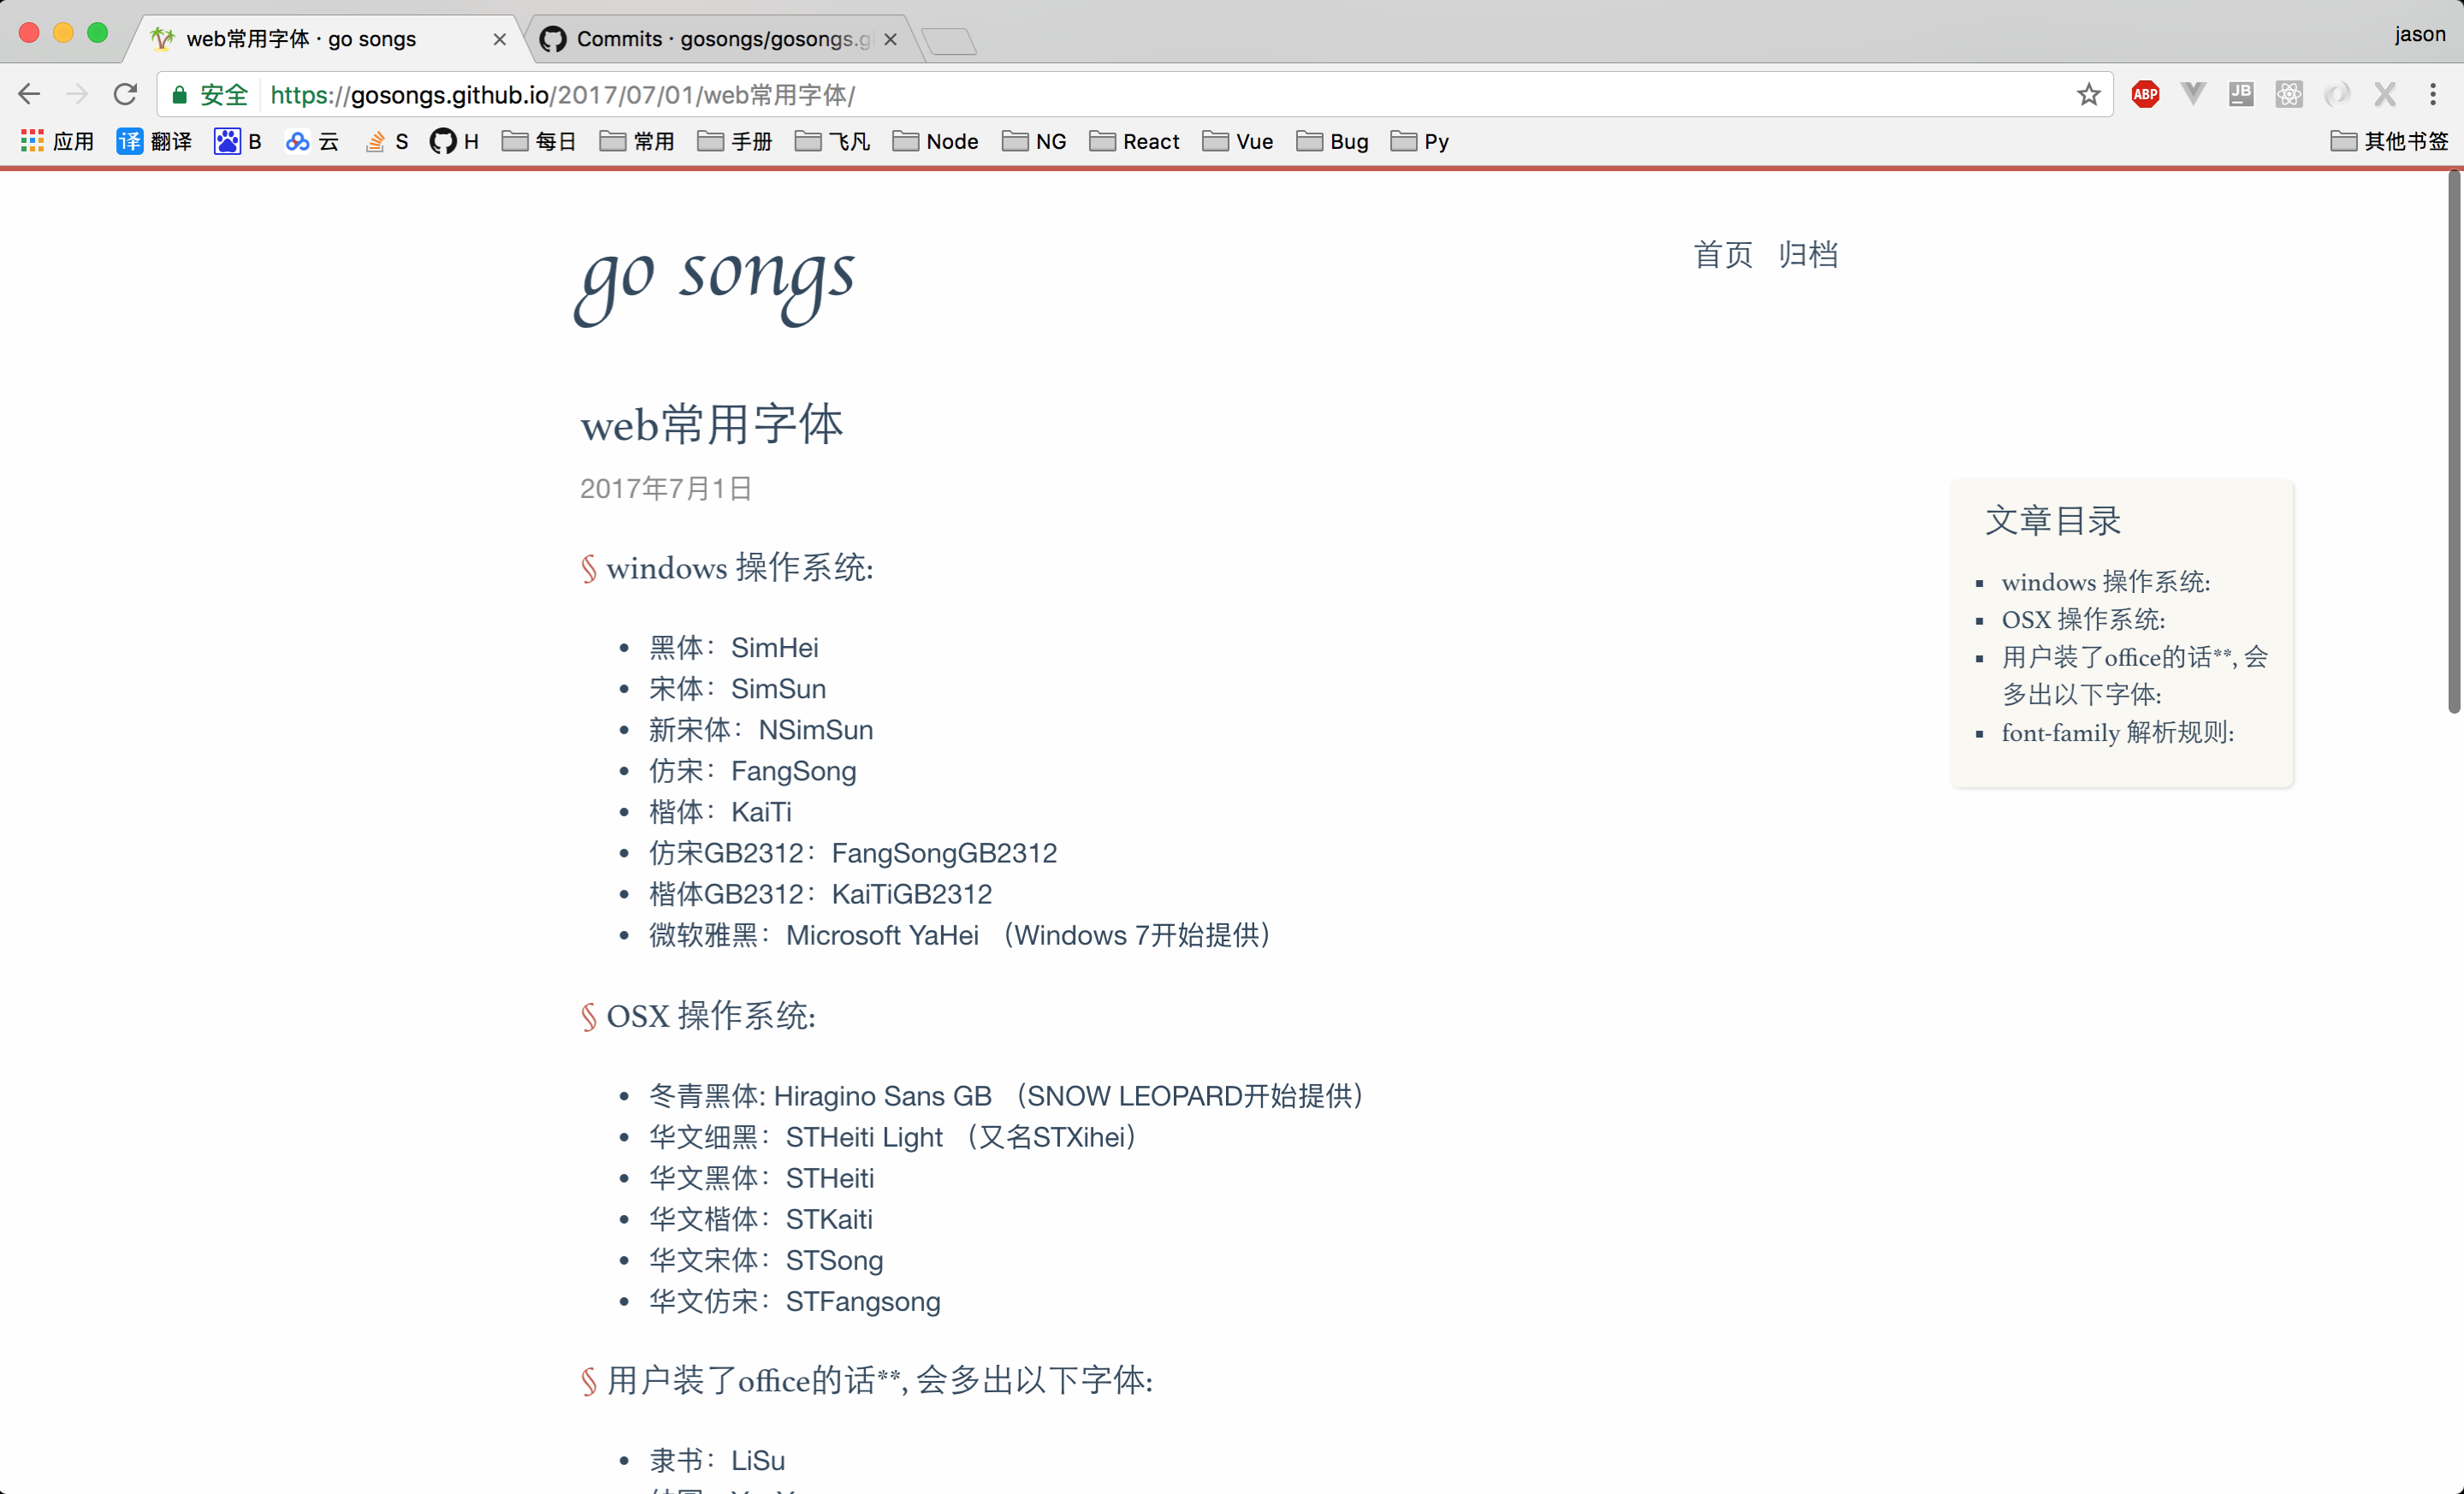 web常用字体 · go songs
Commits · gosongs/gosongs.gi
jason
安全 https://gosongs.github.io/2017/07/01/web常用字体/
ABP
JB
应用 译 翻译 B 云 S H 每日 常用 手册 飞凡 Node NG React Vue Bug Py 其他书签
go songs
首页 归档
web常用字体
2017年7月1日
§ windows 操作系统:
• 黑体：SimHei
• 宋体：SimSun
• 新宋体：NSimSun
• 仿宋：FangSong
• 楷体：KaiTi
• 仿宋GB2312：FangSongGB2312
• 楷体GB2312：KaiTiGB2312
• 微软雅黑：Microsoft YaHei （Windows 7开始提供）
§ OSX 操作系统:
• 冬青黑体: Hiragino Sans GB （SNOW LEOPARD开始提供）
• 华文细黑：STHeiti Light （又名STXihei）
• 华文黑体：STHeiti
• 华文楷体：STKaiti
• 华文宋体：STSong
• 华文仿宋：STFangsong
§ 用户装了office的话**, 会多出以下字体:
• 隶书：LiSu
文章目录
▪ windows 操作系统:
▪ OSX 操作系统:
▪ 用户装了office的话**, 会
多出以下字体:
▪ font-family 解析规则: